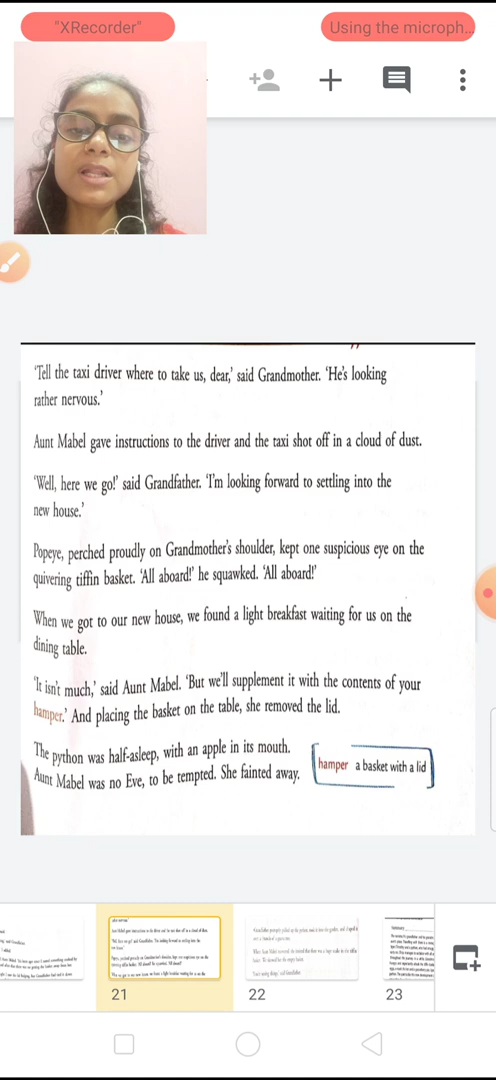 "XRecorder"
Using the microph...
'Tell the taxi driver where to take us, dear,' said Grandmother. 'He's looking
rather nervous.'
Aunt Mabel gave instructions to the driver and the taxi shot off in a cloud of dust.
'Well, here we go!' said Grandfather. 'I'm looking forward to settling into the
new house.'
Popeye, perched proudly on Grandmother's shoulder, kept one suspicious eye on the
quivering tiffin basket. 'All aboard!' he squawked. 'All aboard!'
When we got to our new house, we found a light breakfast waiting for us on the
dining table.
'It isn't much,' said Aunt Mabel. 'But we'll supplement it with the contents of your
hamper.' And placing the basket on the table, she removed the lid.
The python was half-asleep, with an apple in its mouth.
Aunt Mabel was no Eve, to be tempted. She fainted away.
hamper a basket with a lid
21
22
23